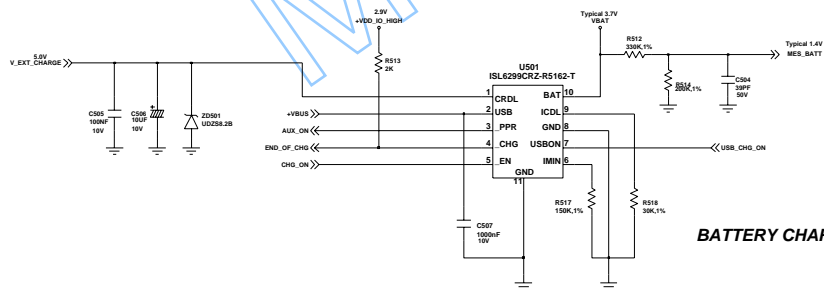 2.9V
+VDD_IO_HIGH
Typical 3.7V
VBAT
5.0V
V_EXT_CHARGE
R513
2K
U501
ISL6299CRZ-R5162-T
R512
330K,1%
Typical 1.4V
MES_BATT
R514
200K,1%
C504
39PF
50V
C505
100NF
10V
C506
10UF
10V
ZD501
UDZS8.2B
1
CRDL
BAT
10
+VBUS
2
USB
ICDL
9
AUX_ON
3
_PPR
GND
8
END_OF_CHG
4
_CHG
USBON
7
USB_CHG_ON
CHG_ON
5
_EN
IMIN
6
GND
11
C507
1000nF
10V
R517
150K,1%
R518
30K,1%
BATTERY CHAR